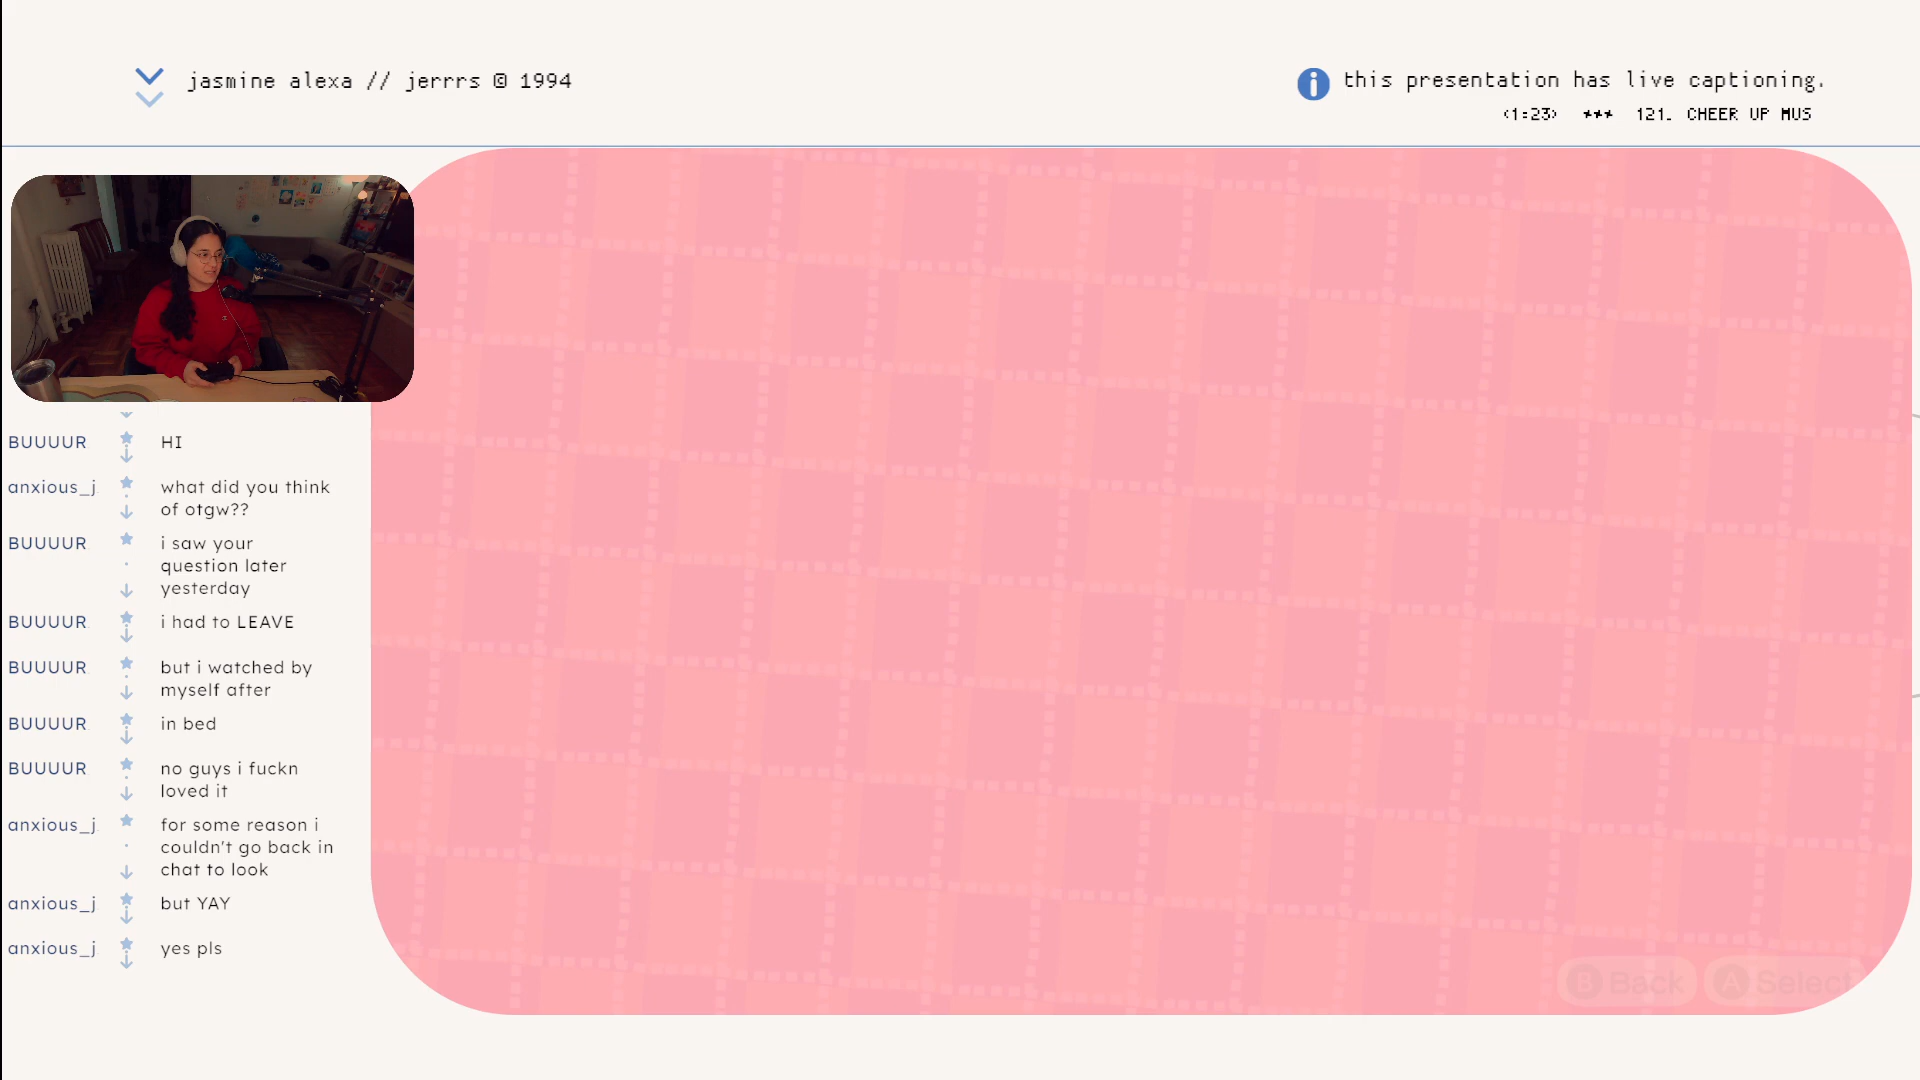 jasmine alexa // jerrrs © 1994
this presentation has live captioning.
<1:23> *** 121. CHEER UP MUS
BUUUUR HI
anxious_j what did you think
of otgw??
BUUUUR i saw your
question later
yesterday
BUUUUR i had to LEAVE
BUUUUR but i watched by
myself after
BUUUUR in bed
BUUUUR no guys i fuckn
loved it
anxious_j for some reason i
couldn't go back in
chat to look
anxious_j but YAY
anxious_j yes pls
B Back A Select